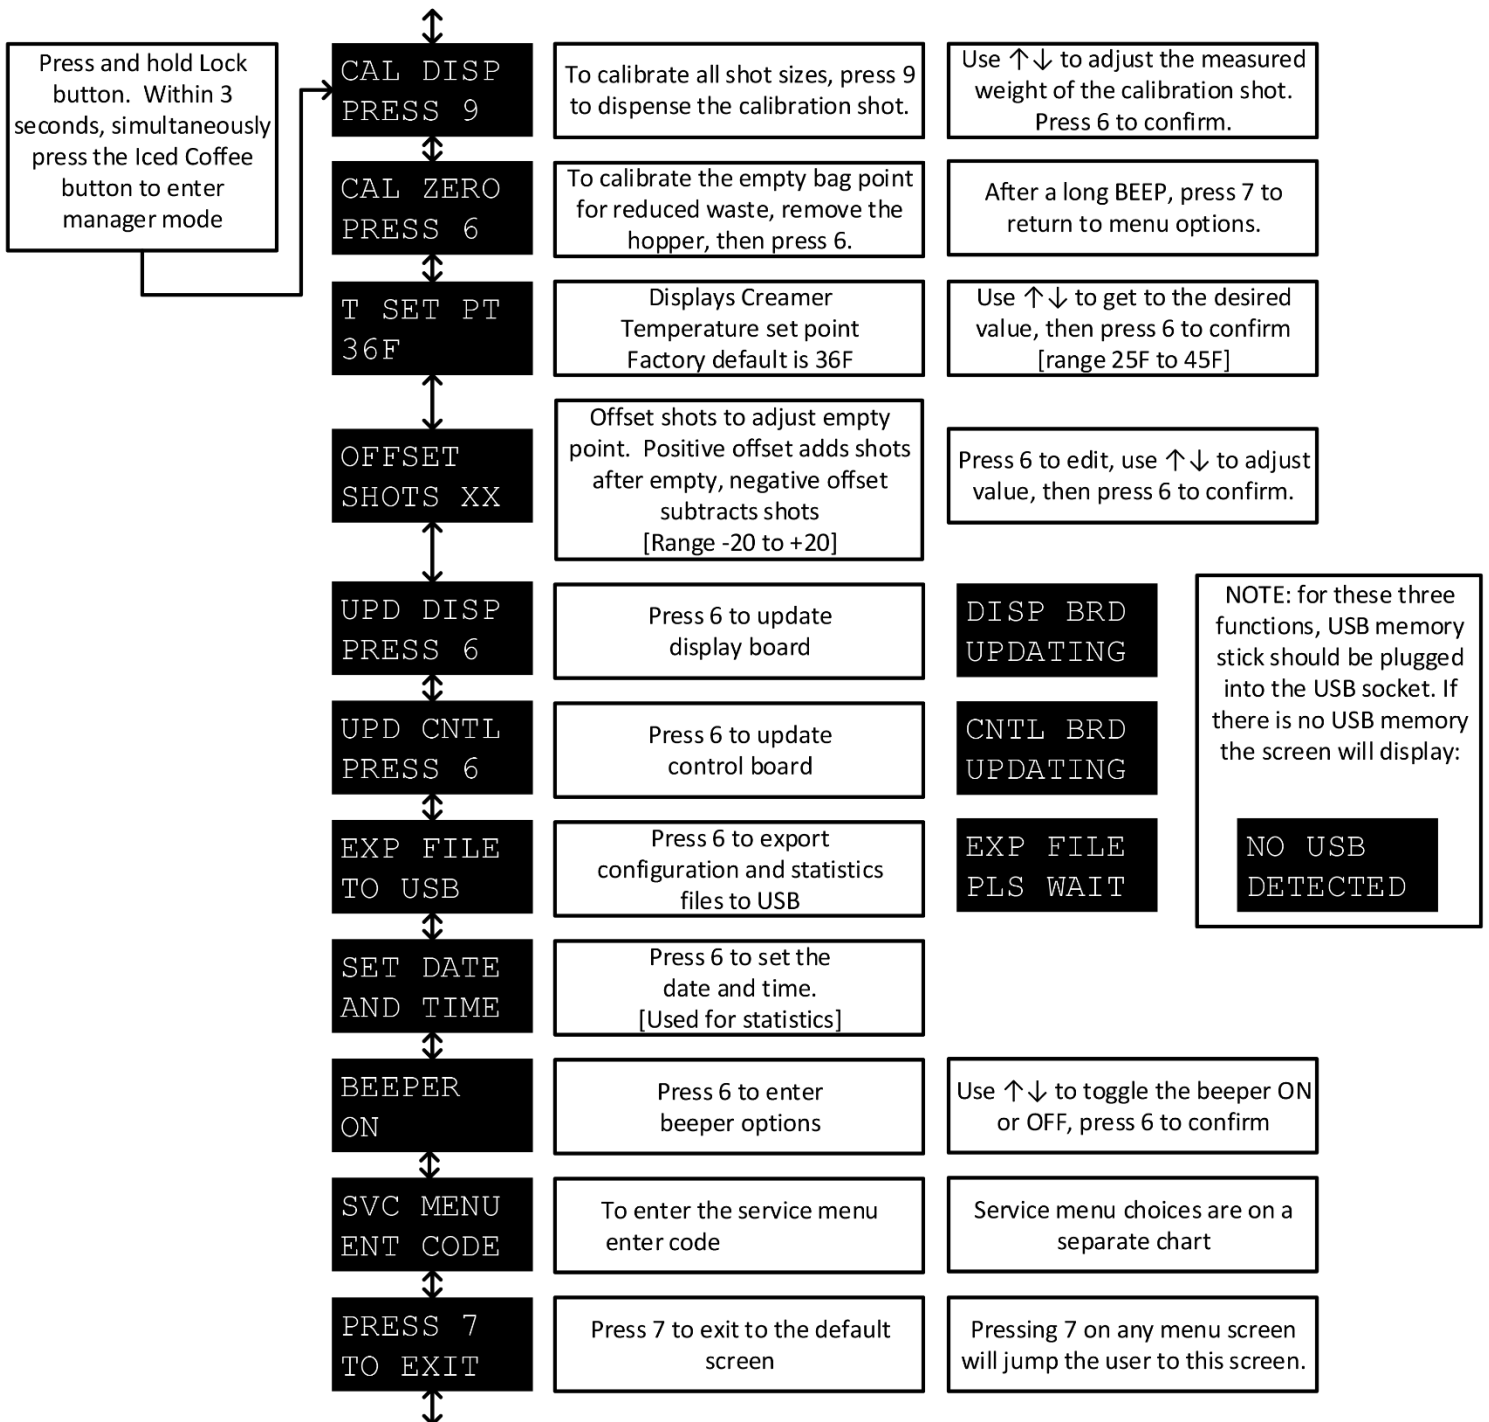 Press and hold Lock
button.  Within 3
seconds, simultaneously
press the Iced Coffee
button to enter
manager mode
CAL DISP
PRESS 9
To calibrate all shot sizes, press 9
to dispense the calibration shot.
Use ↑↓ to adjust the measured
weight of the calibration shot.
Press 6 to confirm.
CAL ZERO
PRESS 6
To calibrate the empty bag point
for reduced waste, remove the
hopper, then press 6.
After a long BEEP, press 7 to
return to menu options.
T SET PT
36F
Displays Creamer
Temperature set point
Factory default is 36F
Use ↑↓ to get to the desired
value, then press 6 to confirm
[range 25F to 45F]
OFFSET
SHOTS XX
Offset shots to adjust empty
point.  Positive offset adds shots
after empty, negative offset
subtracts shots
[Range -20 to +20]
Press 6 to edit, use ↑↓ to adjust
value, then press 6 to confirm.
UPD DISP
PRESS 6
Press 6 to update
display board
DISP BRD
UPDATING
NOTE: for these three
functions, USB memory
stick should be plugged
into the USB socket. If
there is no USB memory
the screen will display:
UPD CNTL
PRESS 6
Press 6 to update
control board
CNTL BRD
UPDATING
EXP FILE
TO USB
Press 6 to export
configuration and statistics
files to USB
EXP FILE
PLS WAIT
NO USB
DETECTED
SET DATE
AND TIME
Press 6 to set the
date and time.
[Used for statistics]
BEEPER
ON
Press 6 to enter
beeper options
Use ↑↓ to toggle the beeper ON
or OFF, press 6 to confirm
SVC MENU
ENT CODE
To enter the service menu
enter code
Service menu choices are on a
separate chart
PRESS 7
TO EXIT
Press 7 to exit to the default
screen
Pressing 7 on any menu screen
will jump the user to this screen.